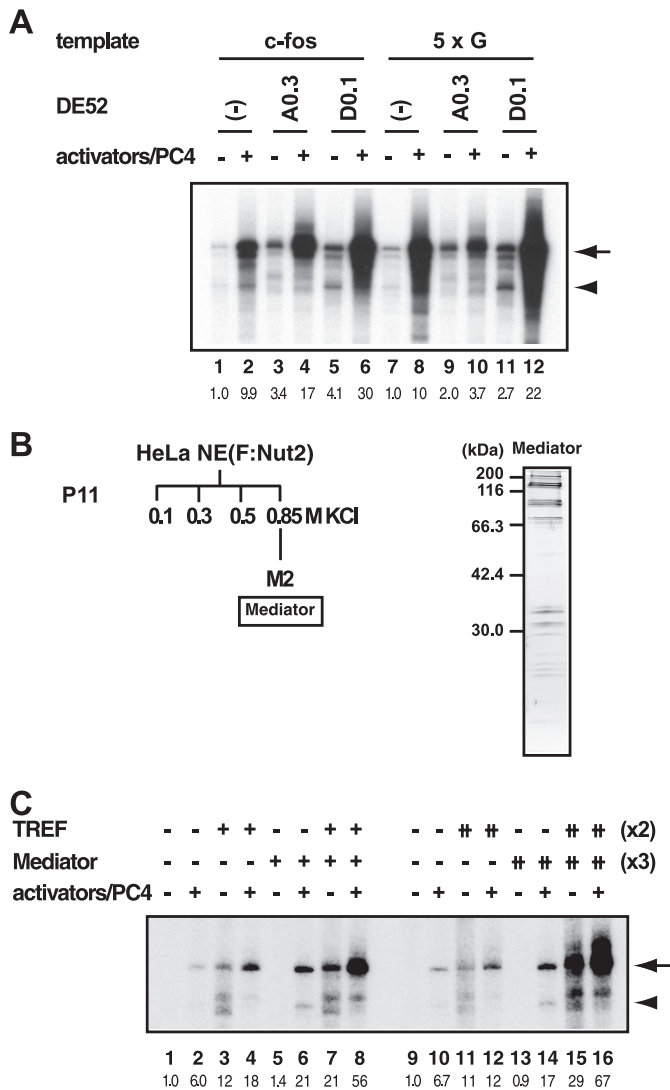 A
template c-fos 5 x G
DE52 (-) A0.3 D0.1 (-) A0.3 D0.1
activators/PC4 - + - + - + - + - + - +
1 2 3 4 5 6 7 8 9 10 11 12
1.0 9.9 3.4 17 4.1 30 1.0 10 2.0 3.7 2.7 22
B
HeLa NE(F:Nut2)
P11
0.1 0.3 0.5 0.85 M KCl
M2
Mediator
(kDa) Mediator
200
116
66.3
42.4
30.0
C
TREF - - + + - - + + - - ++ ++ - - ++ ++ (x2)
Mediator - - - - + + + + - - - - ++ ++ ++ ++ (x3)
activators/PC4 - + - + - + - + - + - + - + - +
1 2 3 4 5 6 7 8 9 10 11 12 13 14 15 16
1.0 6.0 12 18 1.4 21 21 56 1.0 6.7 11 12 0.9 17 29 67